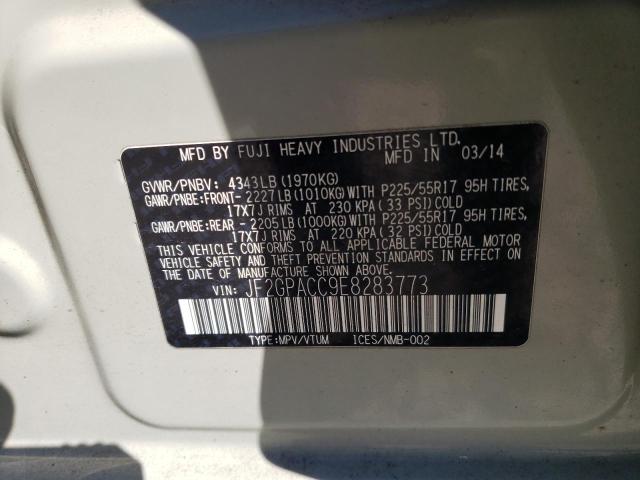 MFD BY FUJI HEAVY INDUSTRIES LTD.
MFD IN 03/14
GVWR/PNBV: 4343LB(1970KG)
GAWR/PNBE:FRONT- 2227LB(1010KG)WITH P225/55R17 95H TIRES,
17X7J RIMS AT 230 KPA(33 PSI)COLD
GAWR/PNBE:REAR - 2205LB(1000KG)WITH P225/55R17 95H TIRES,
17X7J RIMS AT 220 KPA(32 PSI)COLD
THIS VEHICLE CONFORMS TO ALL APPLICABLE FEDERAL MOTOR
VEHICLE SAFETY AND THEFT PREVENTION STANDARDS IN EFFECT ON
THE DATE OF MANUFACTURE SHOWN ABOVE.
VIN: JF2GPACC9E8283773
TYPE:MPV/VTUM ICES/NMB-002